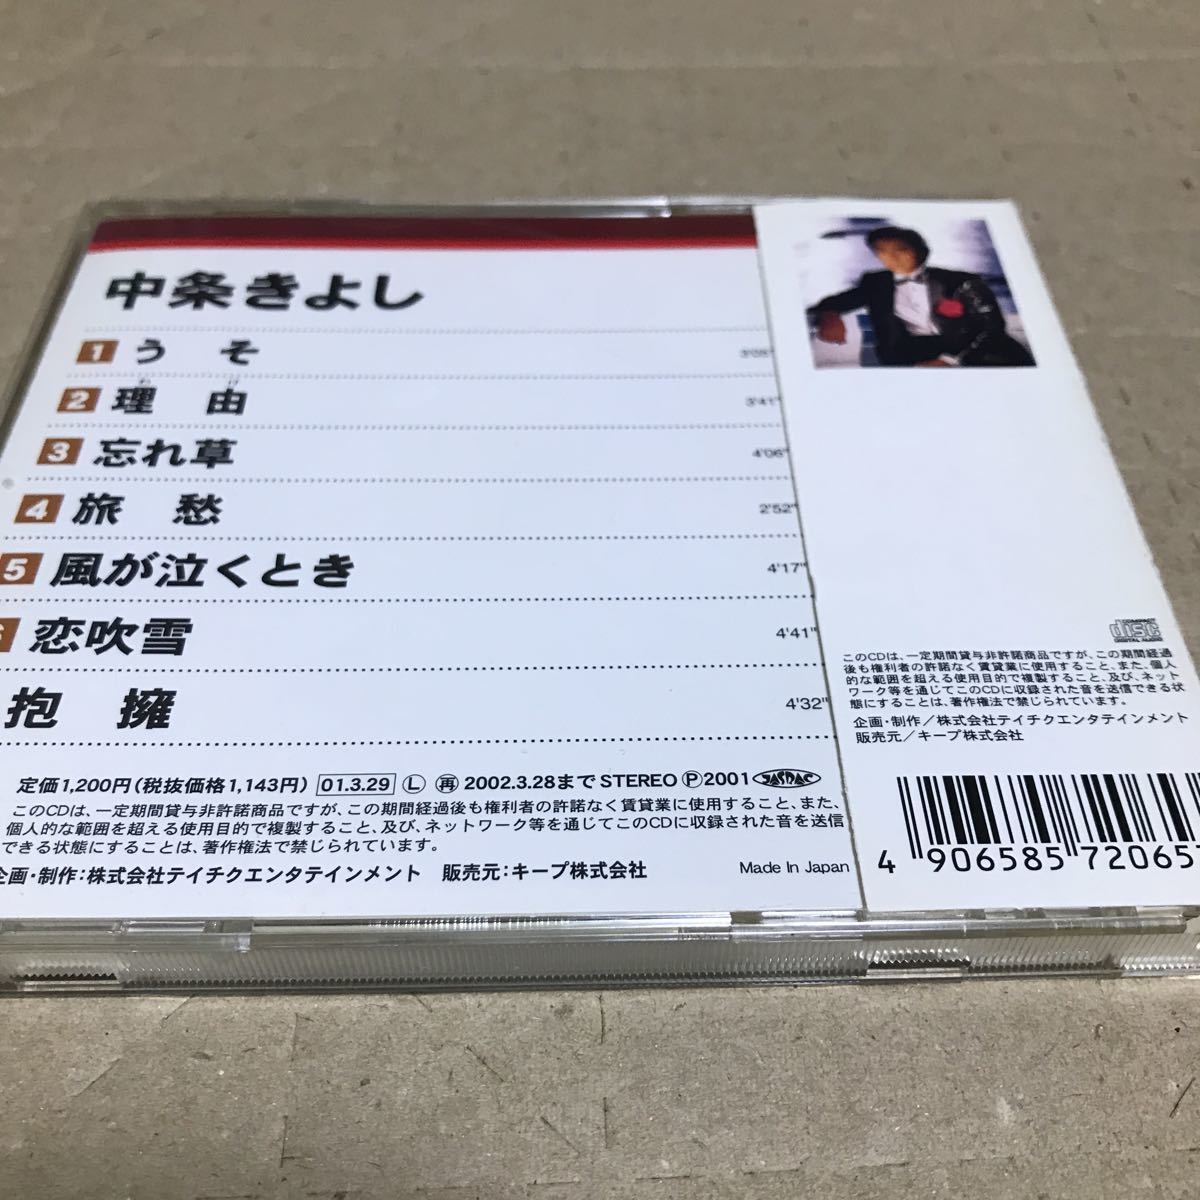 中条きよし
1 うそ 3'05"
わけ
2 理由 3'41"
3 忘れ草 4'06"
4 旅愁 2'52"
5 風が泣くとき 4'17"
6 恋吹雪 4'41"
抱擁 4'32"
定価1,200円(税抜価格1,143円) 01.3.29 Ⓛ 再 2002.3.28まで STEREO Ⓟ2001 JASRAC
このCDは、一定期間貸与非許諾商品ですが、この期間経過後も権利者の許諾なく賃貸業に使用すること、また、
個人的な範囲を超える使用目的で複製すること、及び、ネットワーク等を通じてこのCDに収録された音を送信
できる状態にすることは、著作権法で禁じられています。
企画・制作:株式会社テイチクエンタテインメント 販売元:キープ株式会社
Made In Japan
COMPACT
disc
DIGITAL AUDIO
このCDは、一定期間貸与非許諾商品ですが、この期間経過
後も権利者の許諾なく賃貸業に使用すること、また、個人
的な範囲を超える使用目的で複製すること、及び、ネット
ワーク等を通じてこのCDに収録された音を送信できる状
態にすることは、著作権法で禁じられています。
企画・制作/株式会社テイチクエンタテインメント
販売元/キープ株式会社
4 906585 72065